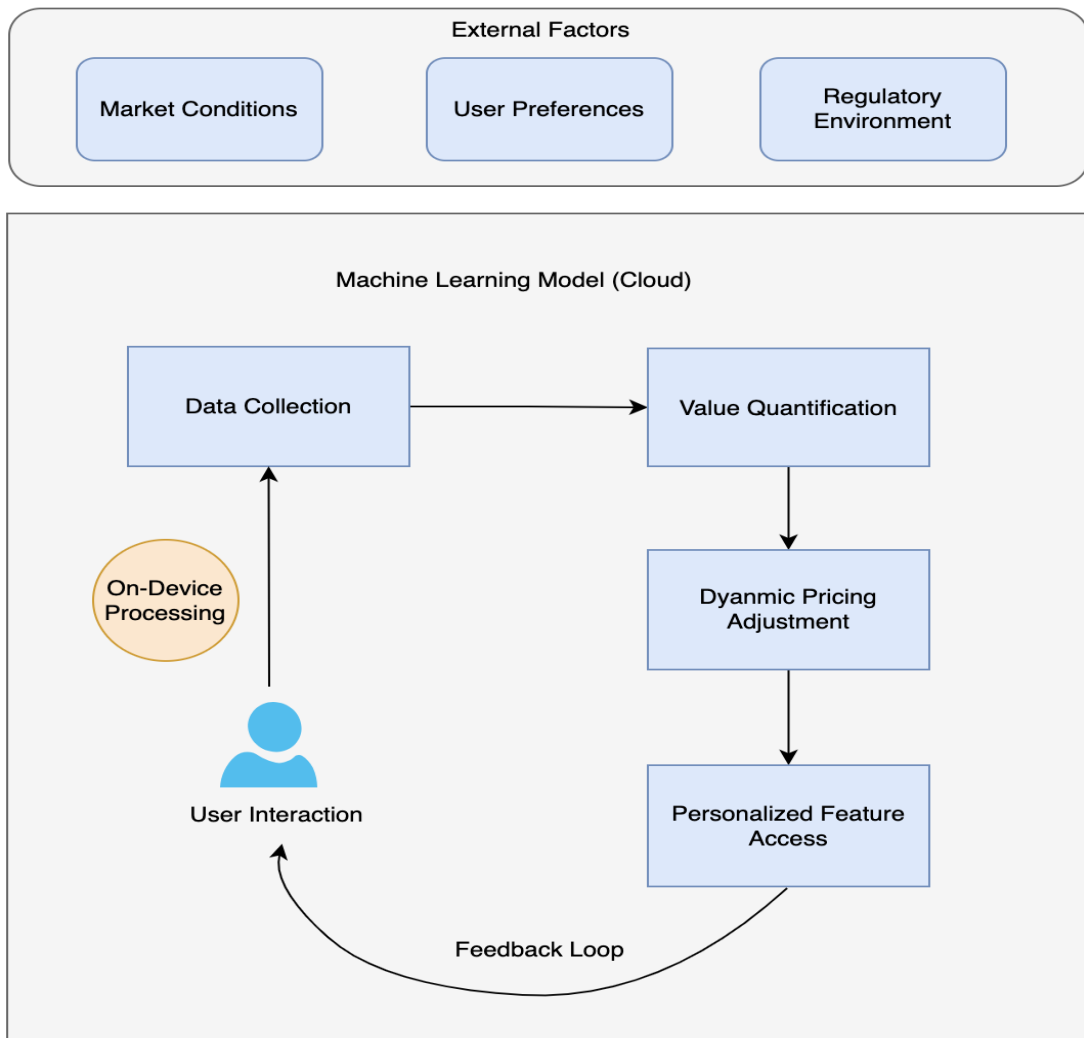 External Factors
Market Conditions
User Preferences
Regulatory
Environment
Machine Learning Model (Cloud)
Data Collection
Value Quantification
On-Device
Processing
Dyanmic Pricing
Adjustment
User Interaction
Personalized Feature
Access
Feedback Loop